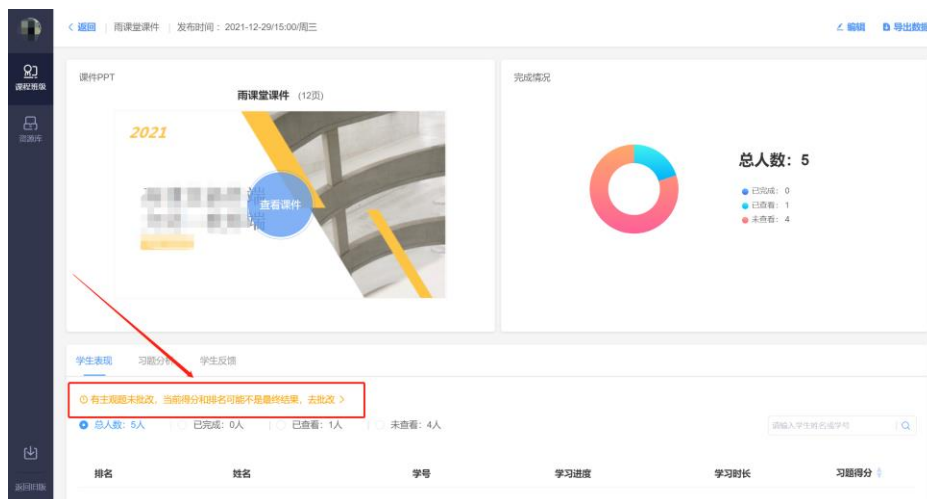 < 返回 | 雨课堂课件 | 发布时间：2021-12-29/15:00/周三
编辑 导出数据
课程班级
资源库
返回旧版
课件PPT
雨课堂课件 (12页)
2021
端
查看课件
端
完成情况
总人数：5
已完成：0
已查看：1
未查看：4
学生表现 习题分析 学生反馈
有主观题未批改，当前得分和排名可能不是最终结果，去批改 >
总人数：5人 已完成：0人 已查看：1人 未查看：4人
请输入学生姓名或学号
排名 姓名 学号 学习进度 学习时长 习题得分